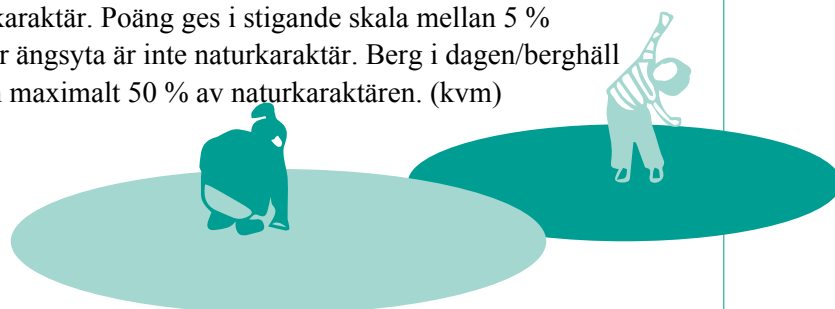 karaktär. Poäng ges i stigande skala mellan 5 %
r ängsyta är inte naturkaraktär. Berg i dagen/berghäll
maximalt 50 % av naturkaraktären. (kvm)